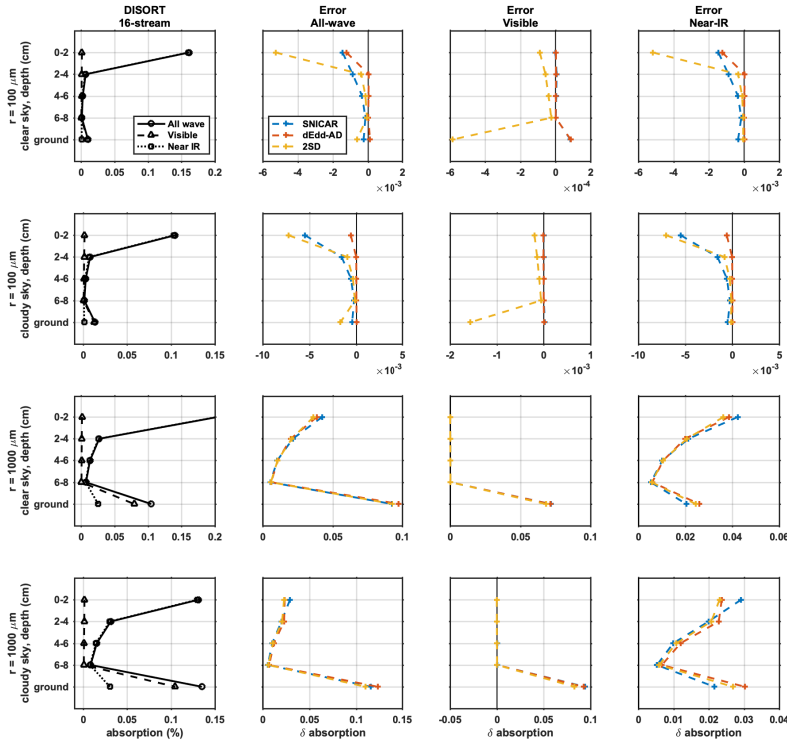 DISORT
16-stream
Error
All-wave
Error
Visible
Error
Near-IR
r = 100 μm
clear sky, depth (cm)
0-2
2-4
4-6
6-8
ground
All wave
Visible
Near IR
0 0.05 0.1 0.15 0.2
SNICAR
dEdd-AD
2SD
-6 -4 -2 0 2
×10⁻³
-6 -4 -2 0 2
×10⁻⁴
-6 -4 -2 0 2
×10⁻³
r = 100 μm
cloudy sky, depth (cm)
0-2
2-4
4-6
6-8
ground
0 0.05 0.1 0.15
-10 -5 0 5
×10⁻³
-2 -1 0 1
×10⁻³
-10 -5 0 5
×10⁻³
r = 1000 μm
clear sky, depth (cm)
0-2
2-4
4-6
6-8
ground
0 0.05 0.1 0.15 0.2
0 0.05 0.1
0 0.05 0.1
0 0.02 0.04 0.06
r = 1000 μm
cloudy sky, depth (cm)
0-2
2-4
4-6
6-8
ground
0 0.05 0.1 0.15
absorption (%)
0 0.05 0.1 0.15
δ absorption
-0.05 0 0.05 0.1
δ absorption
0 0.01 0.02 0.03 0.04
δ absorption